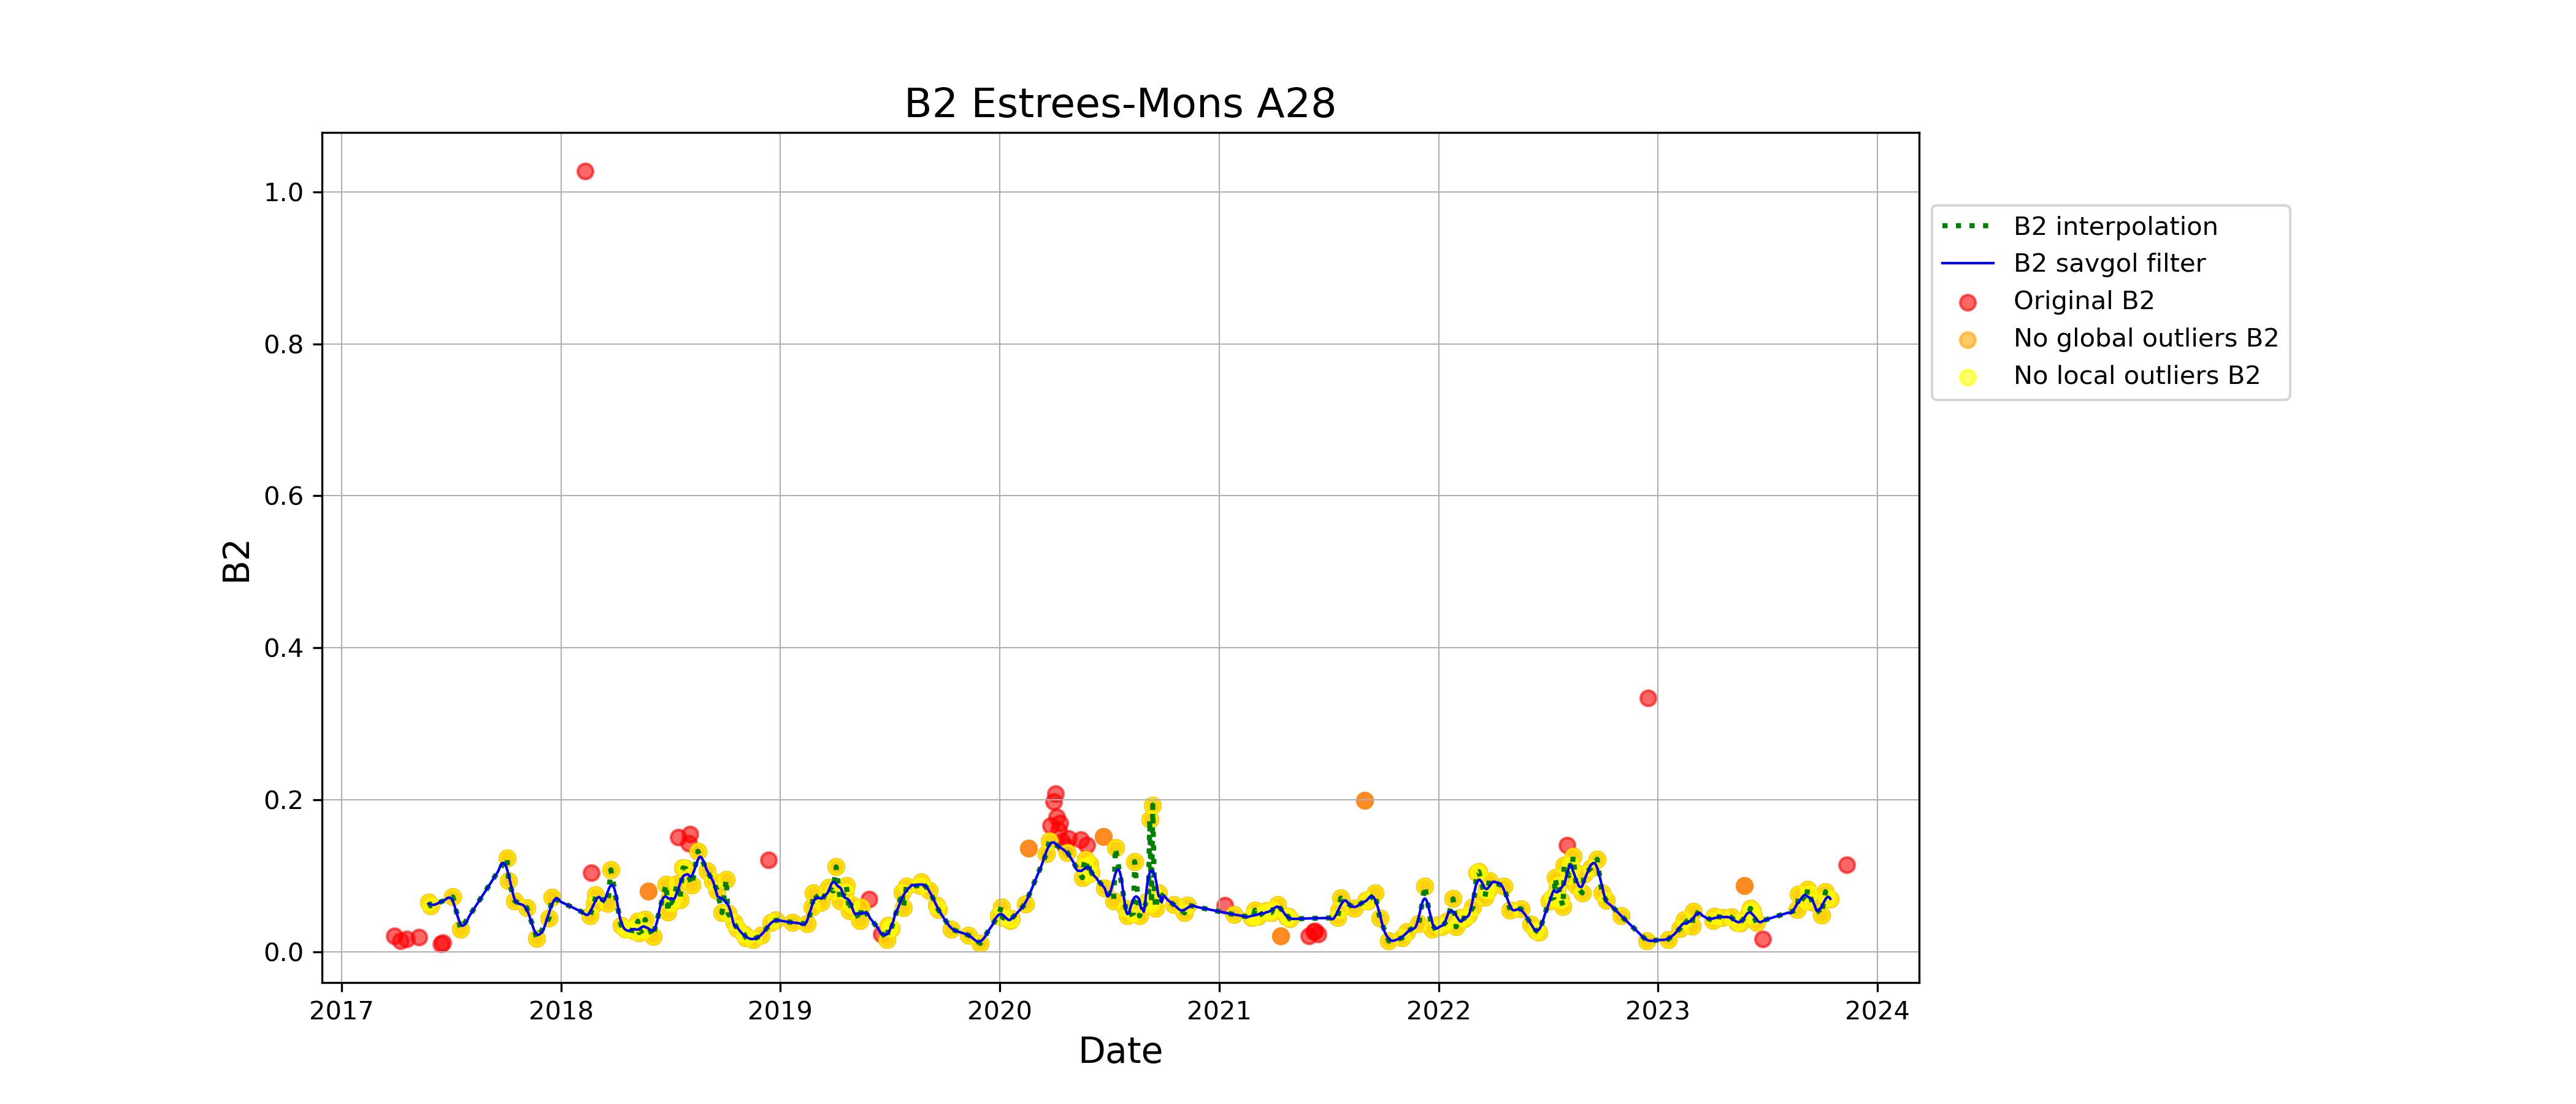 B2 Estrees-Mons A28
1.0
0.8
0.6
0.4
0.2
0.0
B2
2017 2018 2019 2020 2021 2022 2023 2024
Date
B2 interpolation
B2 savgol filter
Original B2
No global outliers B2
No local outliers B2